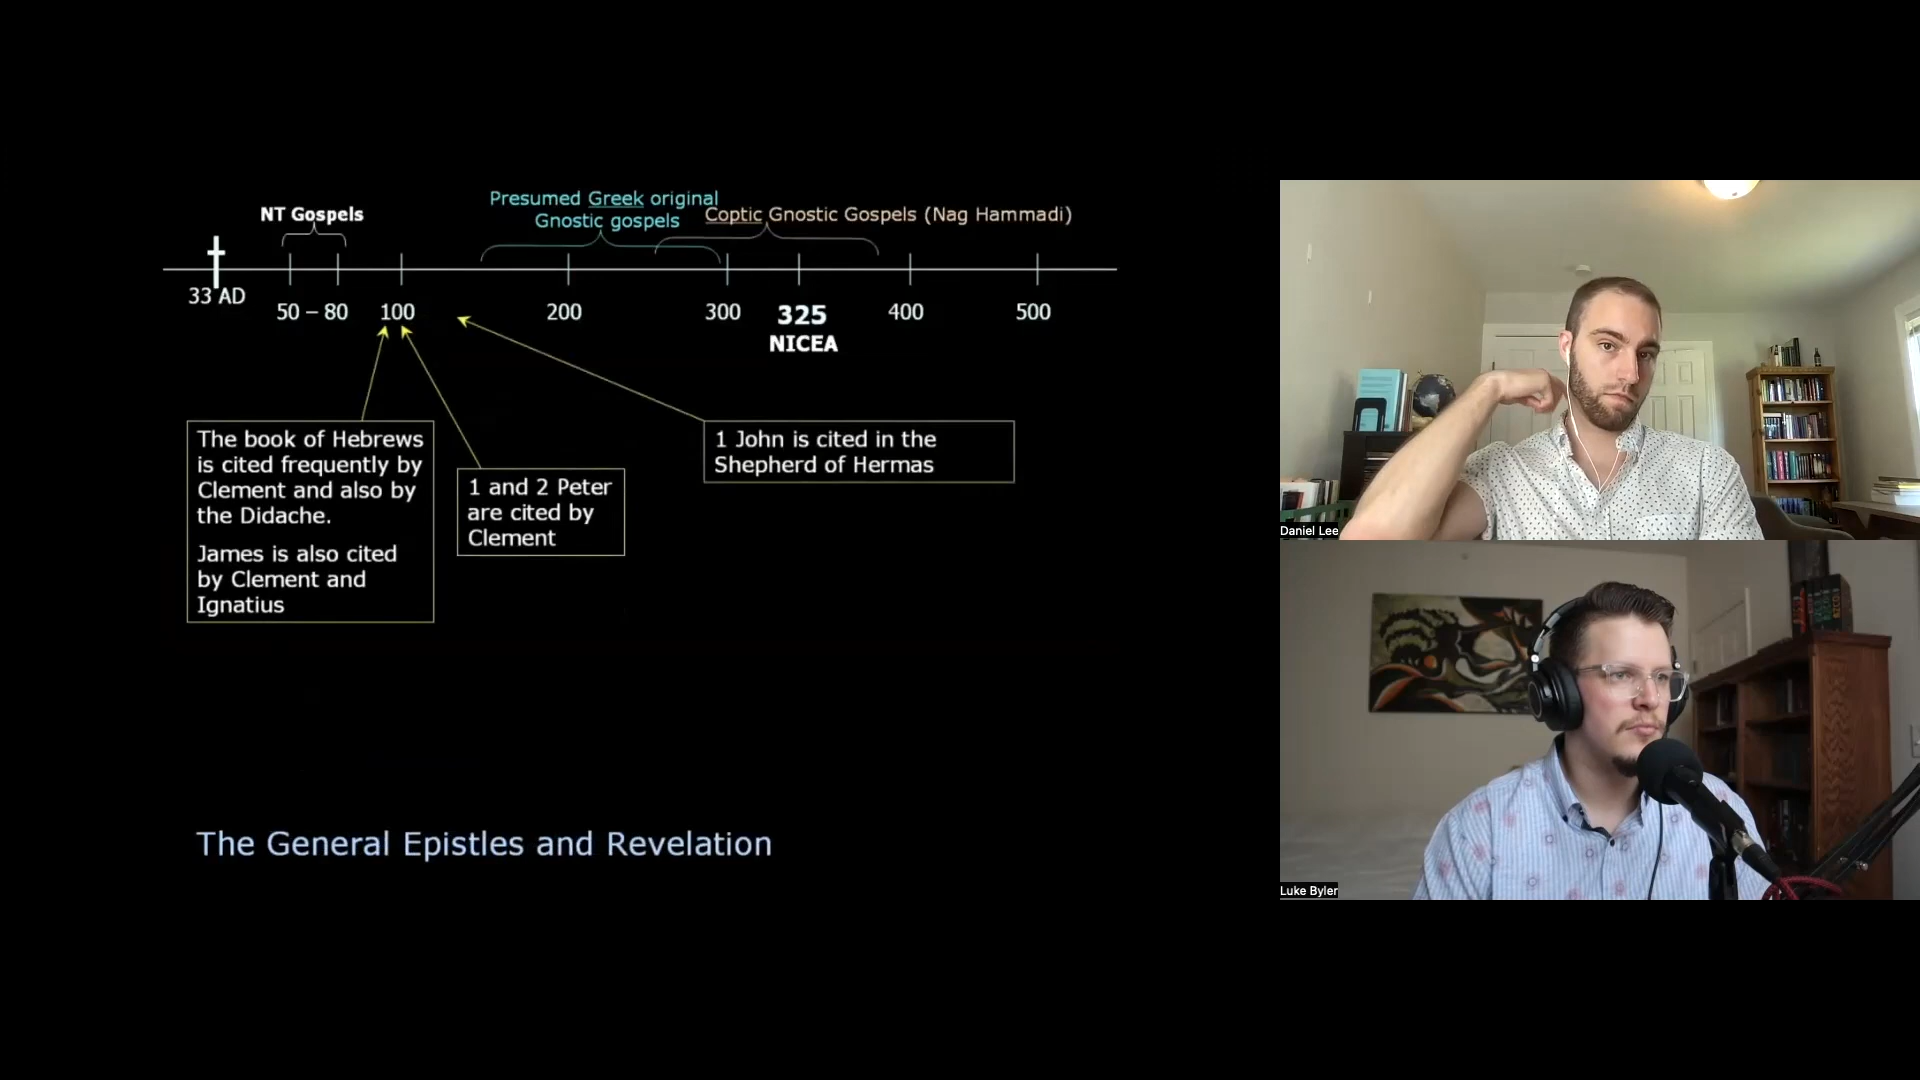 NT Gospels
Presumed Greek original
Gnostic gospels
Coptic Gnostic Gospels (Nag Hammadi)
33 AD
50 – 80
100
200
300
325
NICEA
400
500
The book of Hebrews
is cited frequently by
Clement and also by
the Didache.
James is also cited
by Clement and
Ignatius
1 and 2 Peter
are cited by
Clement
1 John is cited in the
Shepherd of Hermas
The General Epistles and Revelation
Daniel Lee
Luke Byler